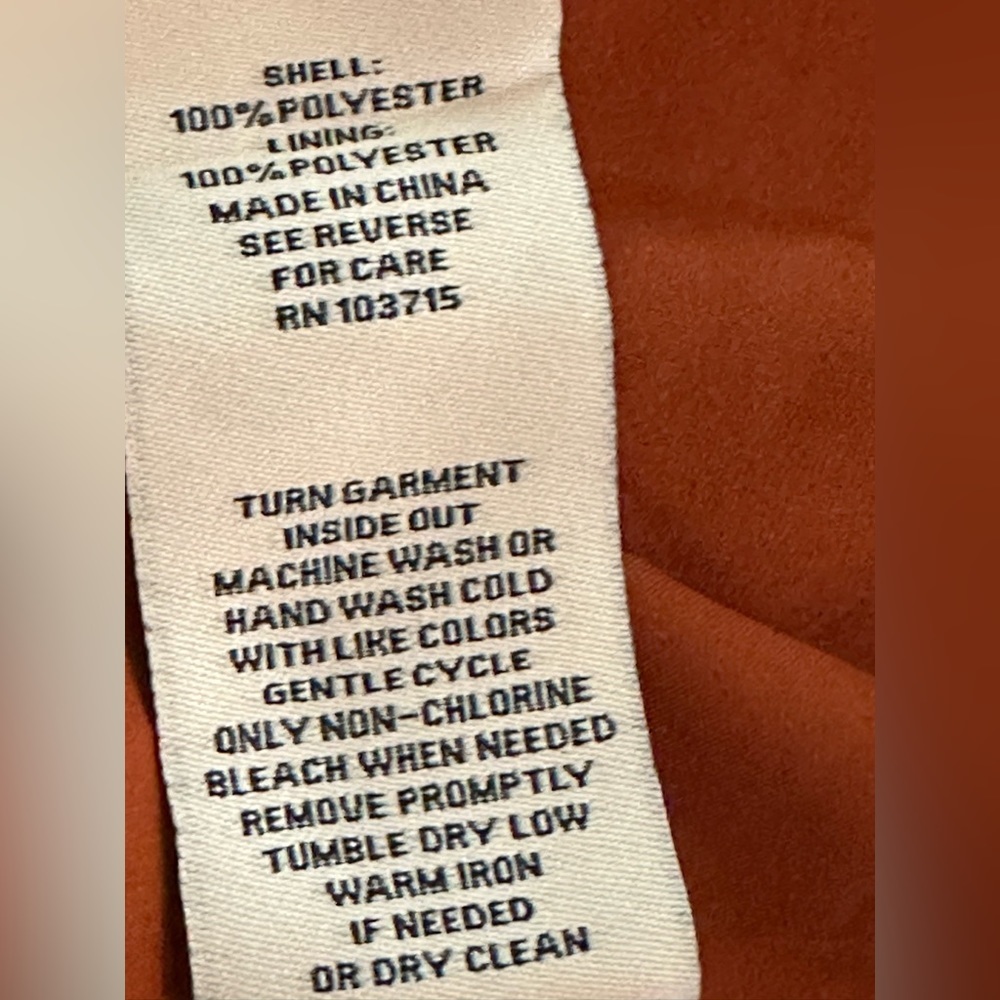 SHELL:
100% POLYESTER
LINING:
100% POLYESTER
MADE IN CHINA
SEE REVERSE
FOR CARE
RN 103715
TURN GARMENT
INSIDE OUT
MACHINE WASH OR
HAND WASH COLD
WITH LIKE COLORS
GENTLE CYCLE
ONLY NON-CHLORINE
BLEACH WHEN NEEDED
REMOVE PROMPTLY
TUMBLE DRY LOW
WARM IRON
IF NEEDED
OR DRY CLEAN